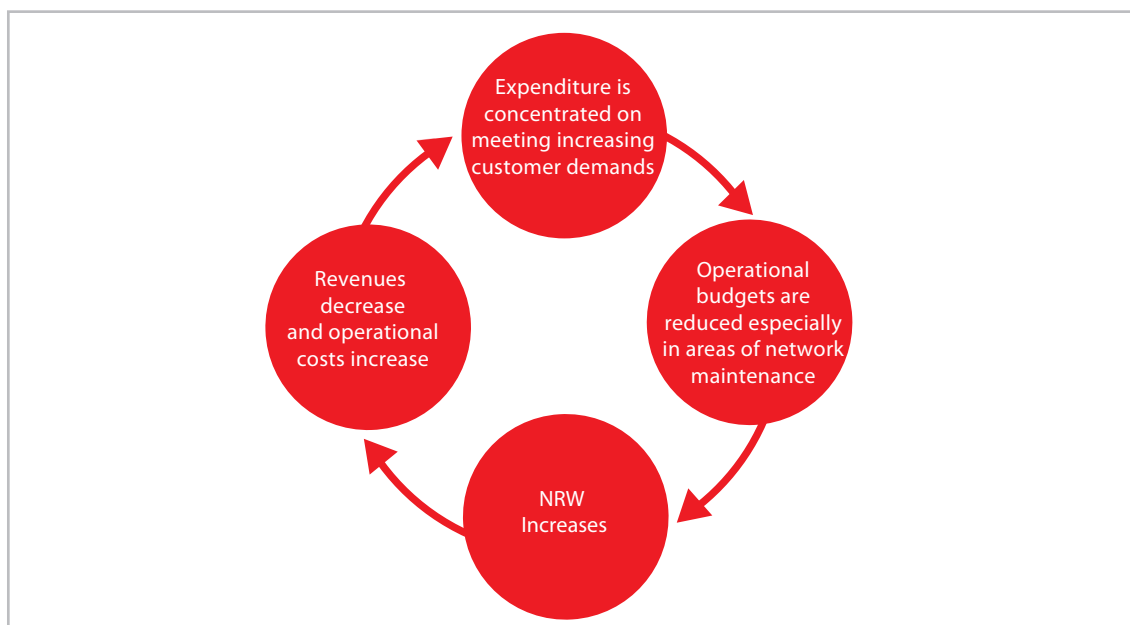 Expenditure is
concentrated on
meeting increasing
customer demands
Operational
budgets are
reduced especially
in areas of network
maintenance
NRW
Increases
Revenues
decrease
and operational
costs increase